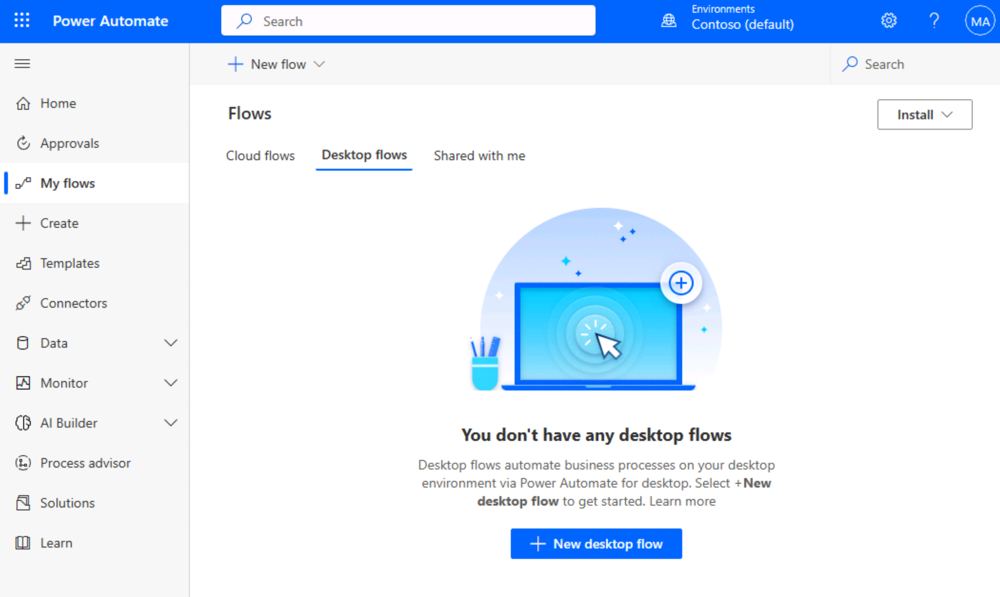 Power Automate
Search
Environments
Contoso (default)
?
MA
New flow
Search
Home
Approvals
My flows
Create
Templates
Connectors
Data
Monitor
AI Builder
Process advisor
Solutions
Learn
Flows
Install
Cloud flows
Desktop flows
Shared with me
You don't have any desktop flows
Desktop flows automate business processes on your desktop
environment via Power Automate for desktop. Select +New
desktop flow to get started. Learn more
New desktop flow